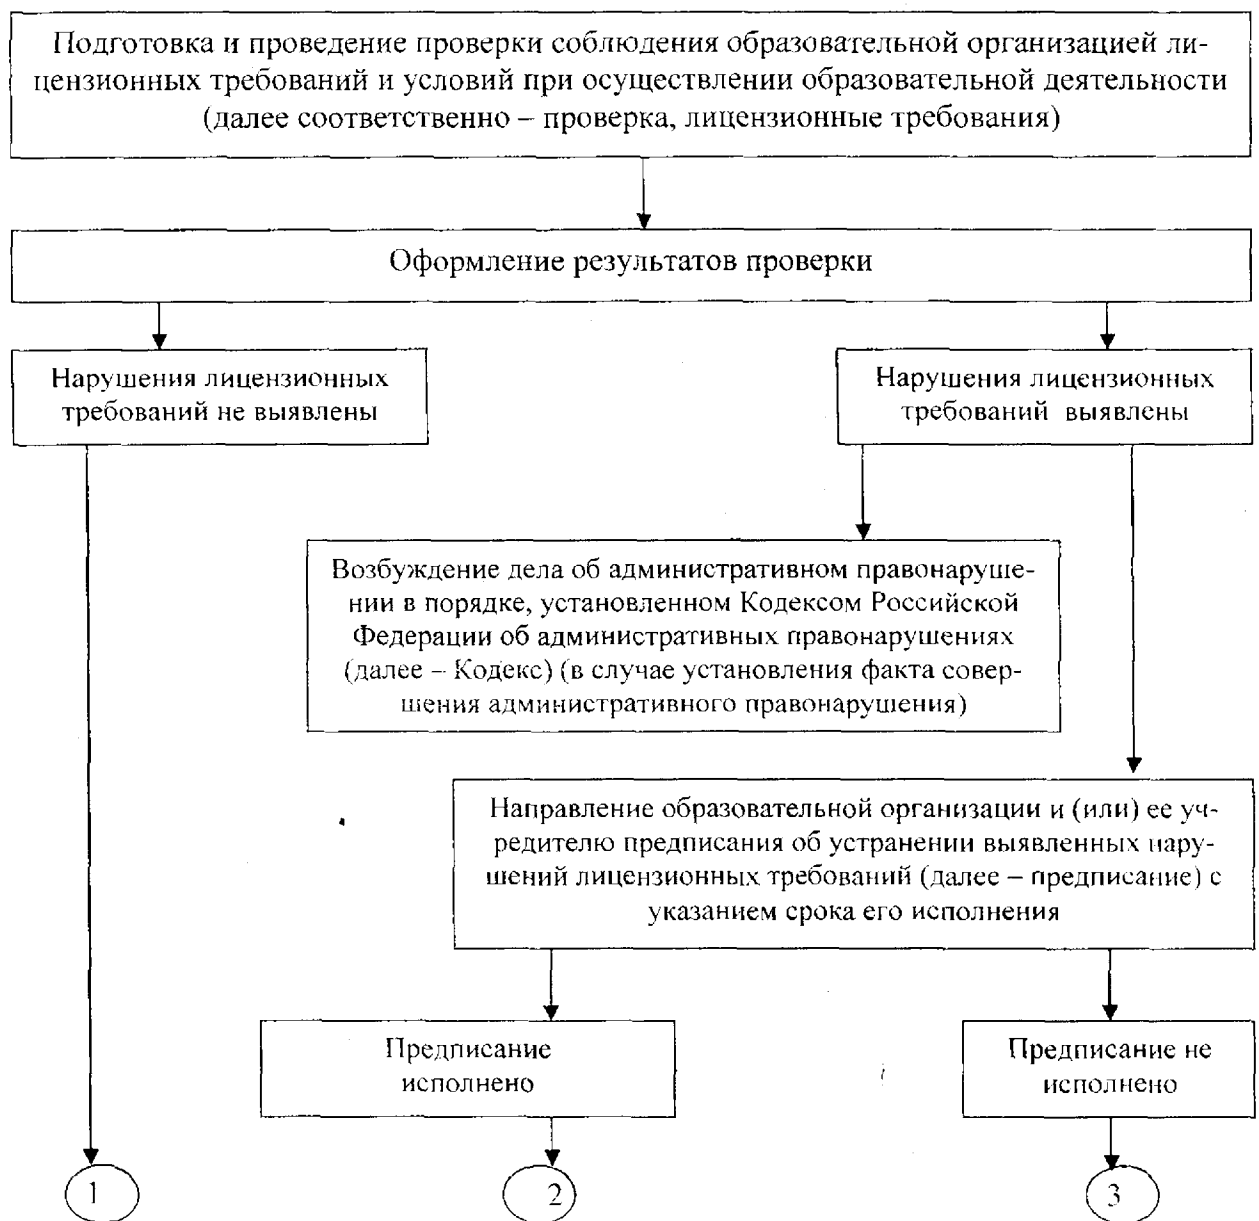 Подготовка и проведение проверки соблюдения образовательной организацией ли-
цензионных требований и условий при осуществлении образовательной деятельности
(далее соответственно – проверка, лицензионные требования)
Оформление результатов проверки
Нарушения лицензионных
требований не выявлены
Нарушения лицензионных
требований выявлены
Возбуждение дела об административном правонаруше-
нии в порядке, установленном Кодексом Российской
Федерации об административных правонарушениях
(далее – Кодекс) (в случае установления факта совер-
шения административного правонарушения)
Направление образовательной организации и (или) ее уч-
редителю предписания об устранении выявленных нару-
шений лицензионных требований (далее – предписание) с
указанием срока его исполнения
Предписание
исполнено
Предписание не
исполнено
1
2
3